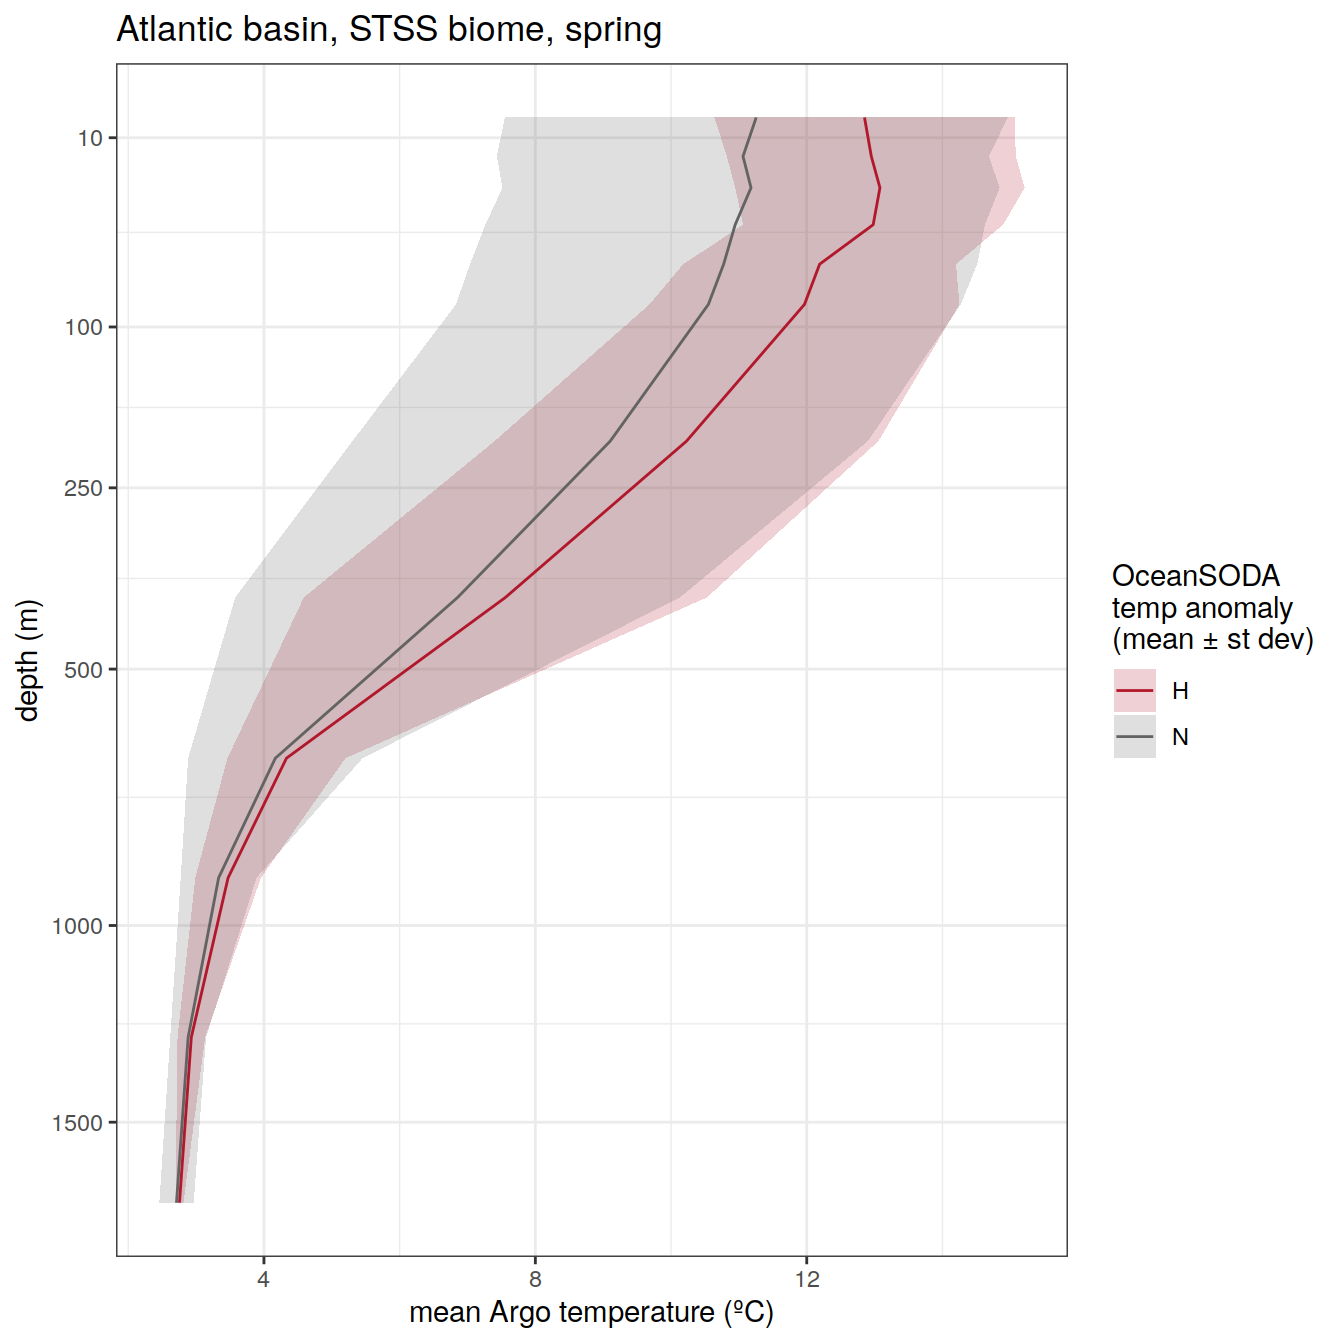 Atlantic basin, STSS biome, spring
10
100
250
500
1000
1500
depth (m)
4 8 12
mean Argo temperature (ºC)
OceanSODA
temp anomaly
(mean ± st dev)
H
N